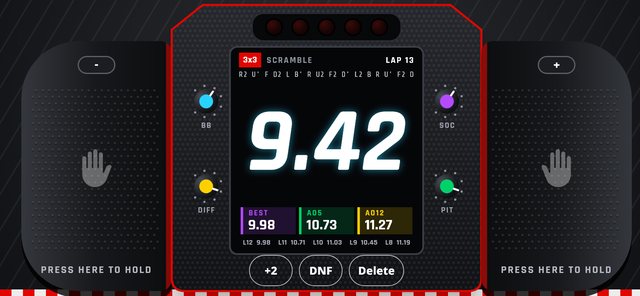 -
3x3 SCRAMBLE LAP 13
R2 U' F D2 L B' R U2 F2 D' L2 B R' U' F2 D
+
BB
SOC
9.42
DIFF
PIT
BEST AO5 AO12
9.98 10.73 11.27
L12 9.98 L11 10.71 L10 11.03 L9 10.45 L8 11.19
PRESS HERE TO HOLD
PRESS HERE TO HOLD
+2 DNF Delete